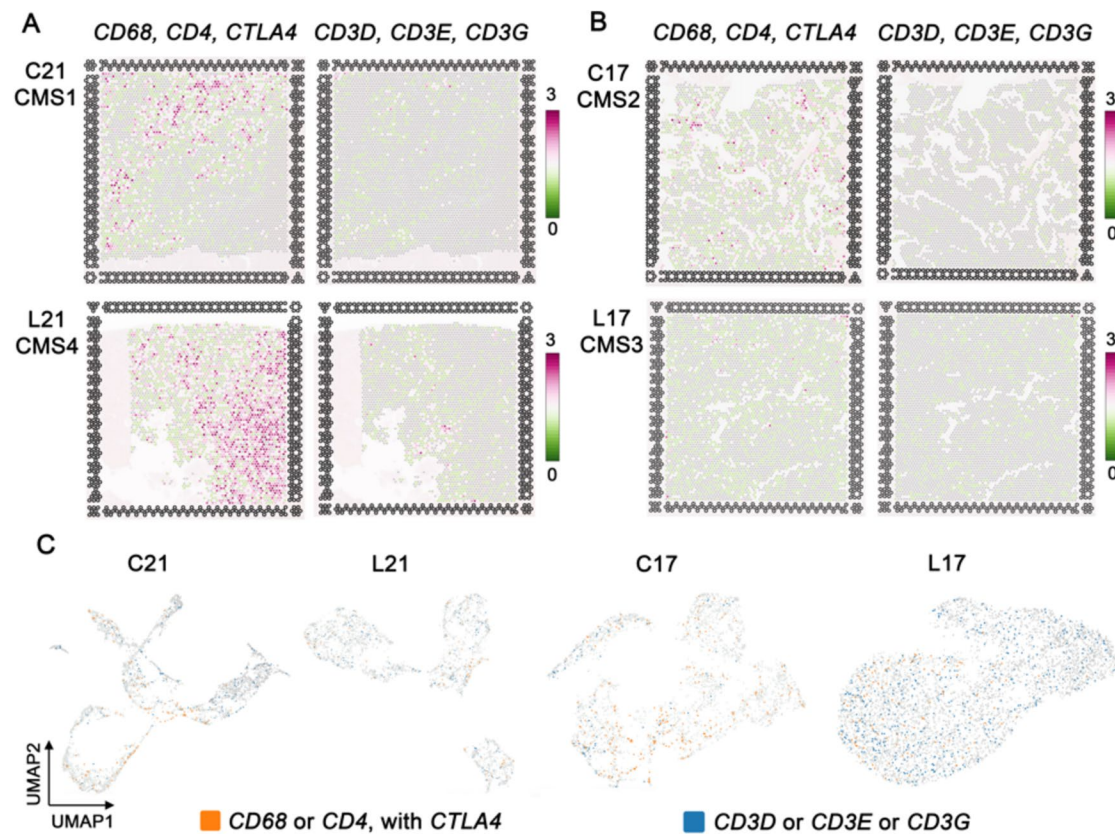 A
CD68, CD4, CTLA4 CD3D, CD3E, CD3G
C21
CMS1
3
0
L21
CMS4
3
0
B
CD68, CD4, CTLA4 CD3D, CD3E, CD3G
C17
CMS2
3
0
L17
CMS3
3
0
C
C21 L21 C17 L17
UMAP2
UMAP1
CD68 or CD4, with CTLA4 CD3D or CD3E or CD3G